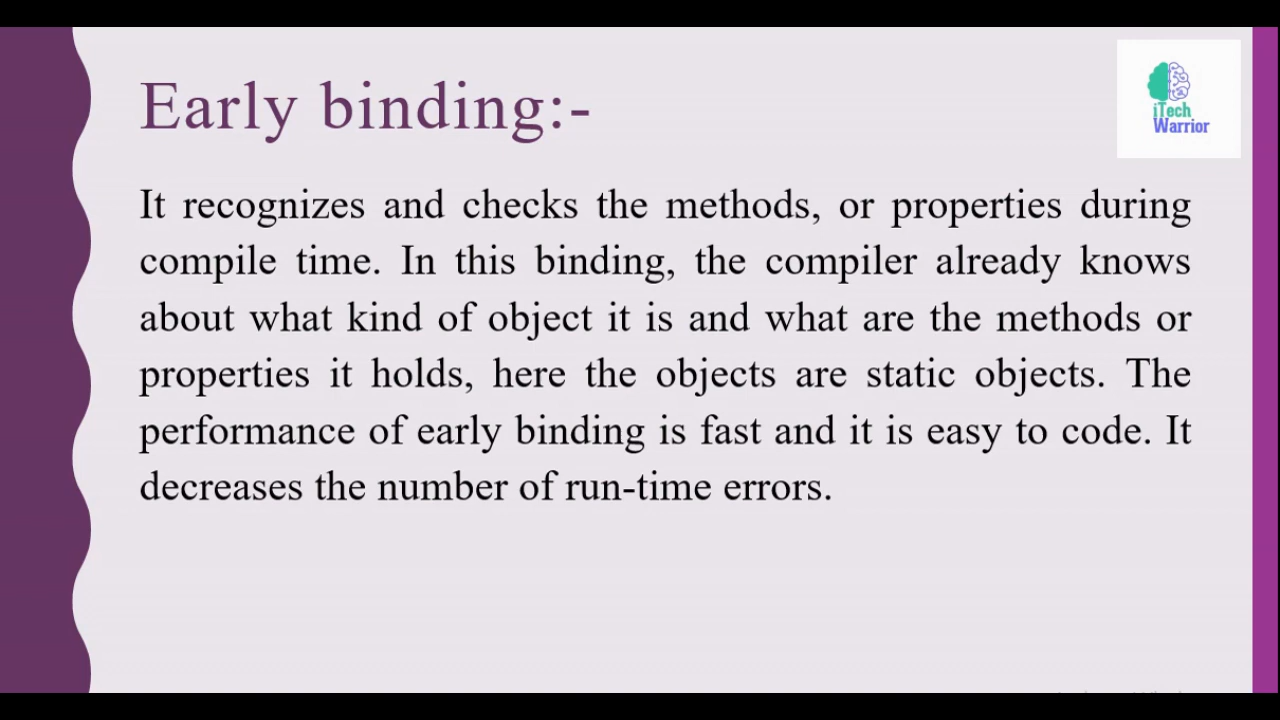 Early binding:-
iTech
Warrior
It recognizes and checks the methods, or properties during
compile time. In this binding, the compiler already knows
about what kind of object it is and what are the methods or
properties it holds, here the objects are static objects. The
performance of early binding is fast and it is easy to code. It
decreases the number of run-time errors.